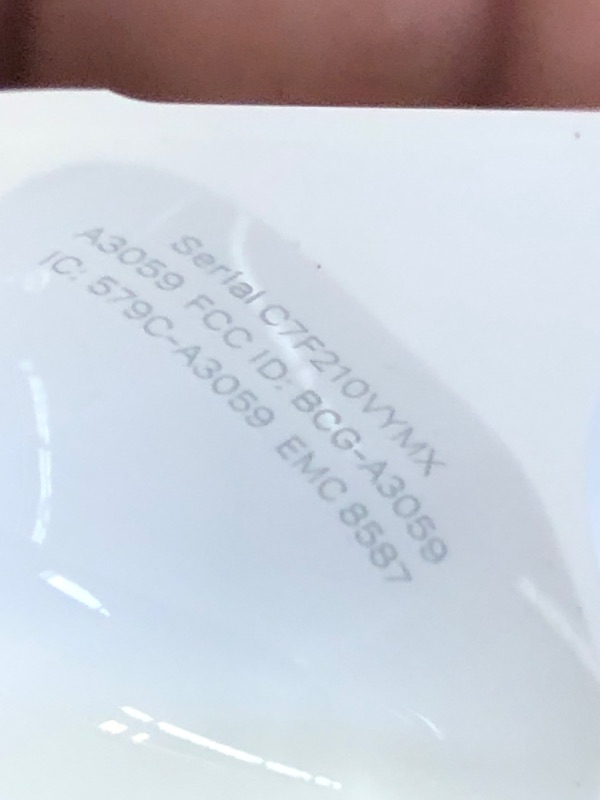 Serial C7F210VYMX
A3059 FCC ID: BCG-A3059
IC: 579C-A3059 EMC 8587